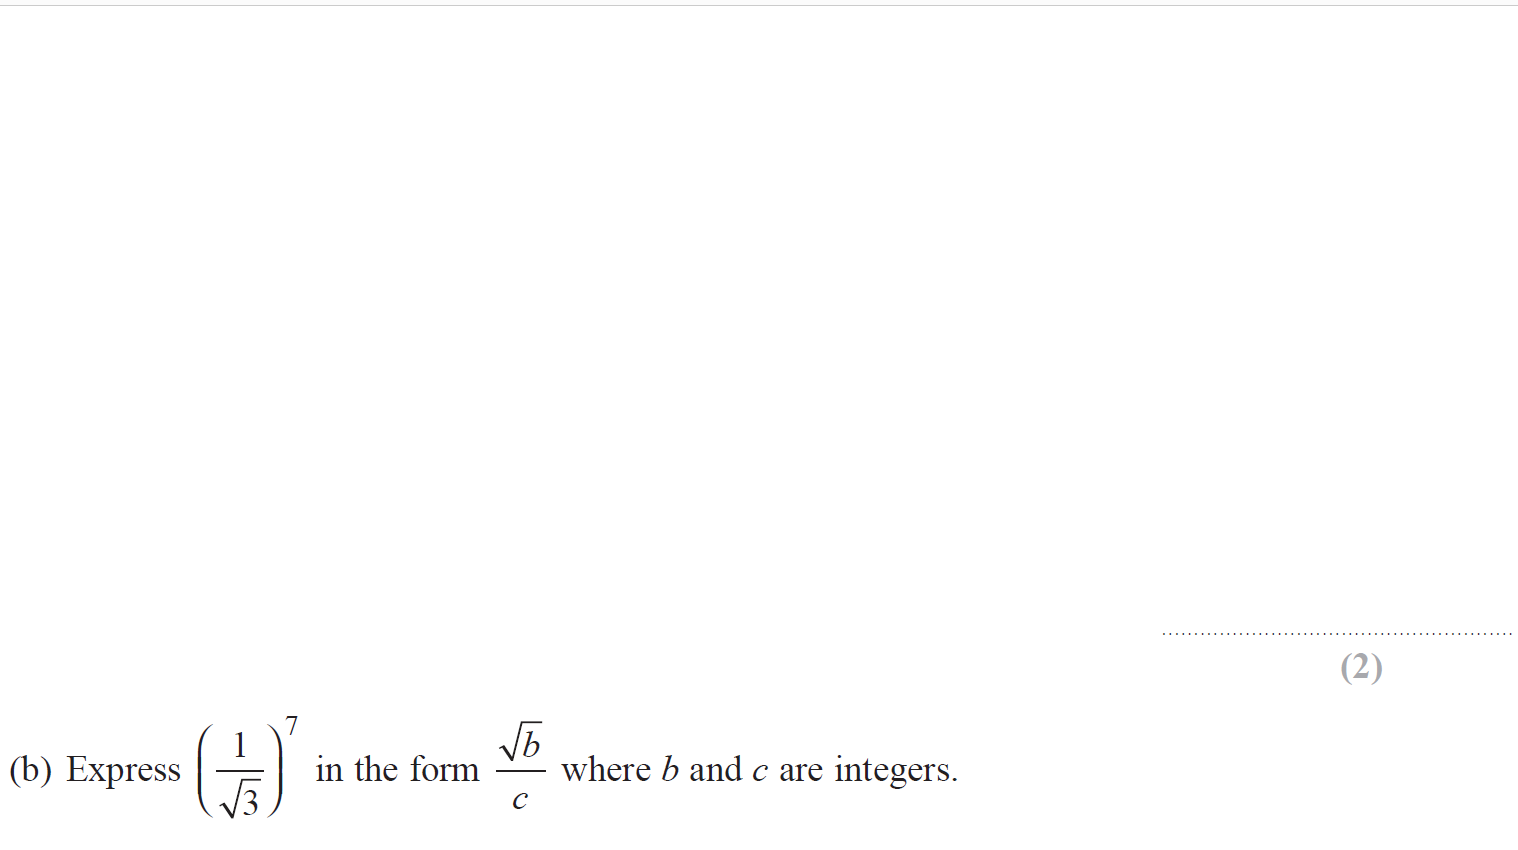 (2)
(b) Express (1/√3)⁷ in the form √b/c where b and c are integers.